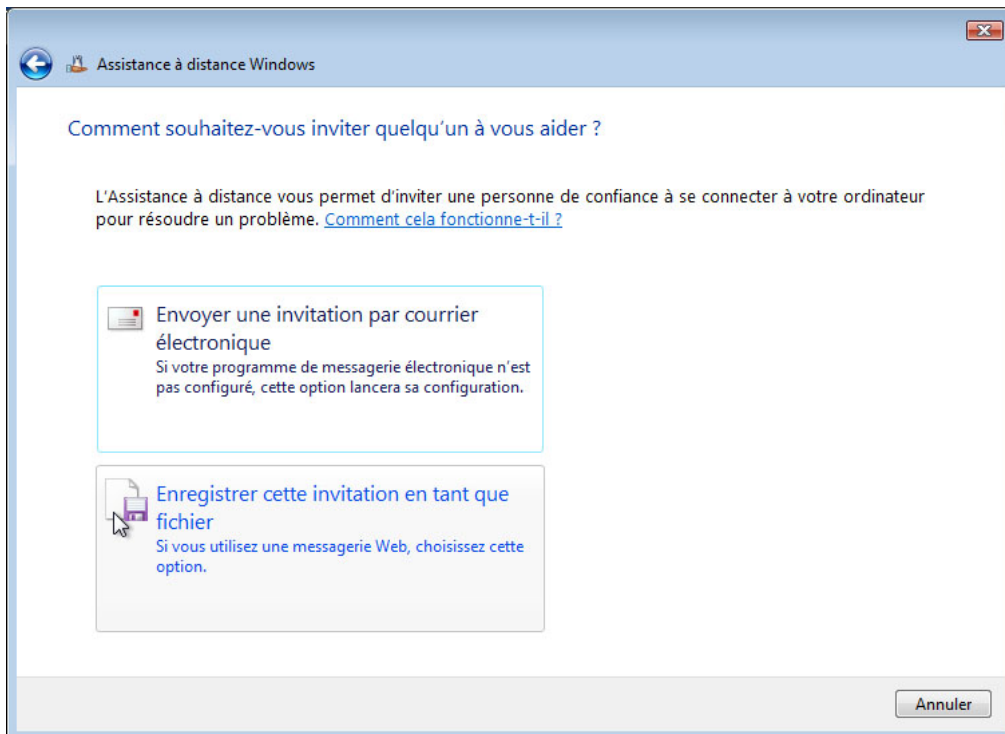 Assistance à distance Windows
Comment souhaitez-vous inviter quelqu'un à vous aider ?
L'Assistance à distance vous permet d'inviter une personne de confiance à se connecter à votre ordinateur
pour résoudre un problème. Comment cela fonctionne-t-il ?
Envoyer une invitation par courrier
électronique
Si votre programme de messagerie électronique n'est
pas configuré, cette option lancera sa configuration.
Enregistrer cette invitation en tant que
fichier
Si vous utilisez une messagerie Web, choisissez cette
option.
Annuler